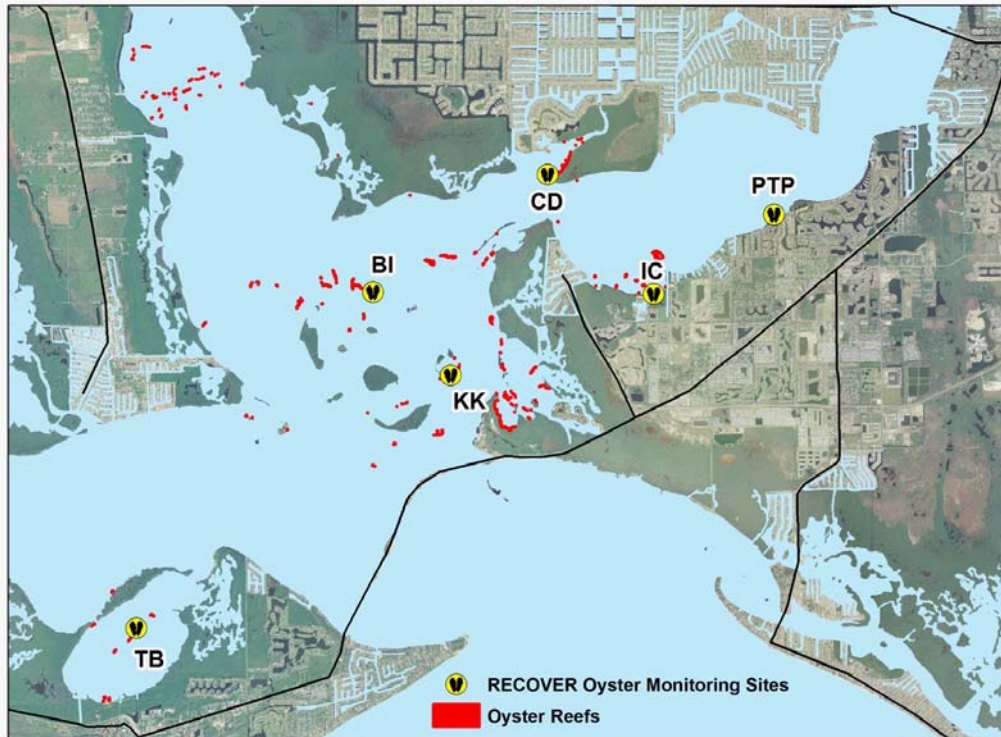 CD
PTP
BI
IC
KK
TB
RECOVER Oyster Monitoring Sites
Oyster Reefs